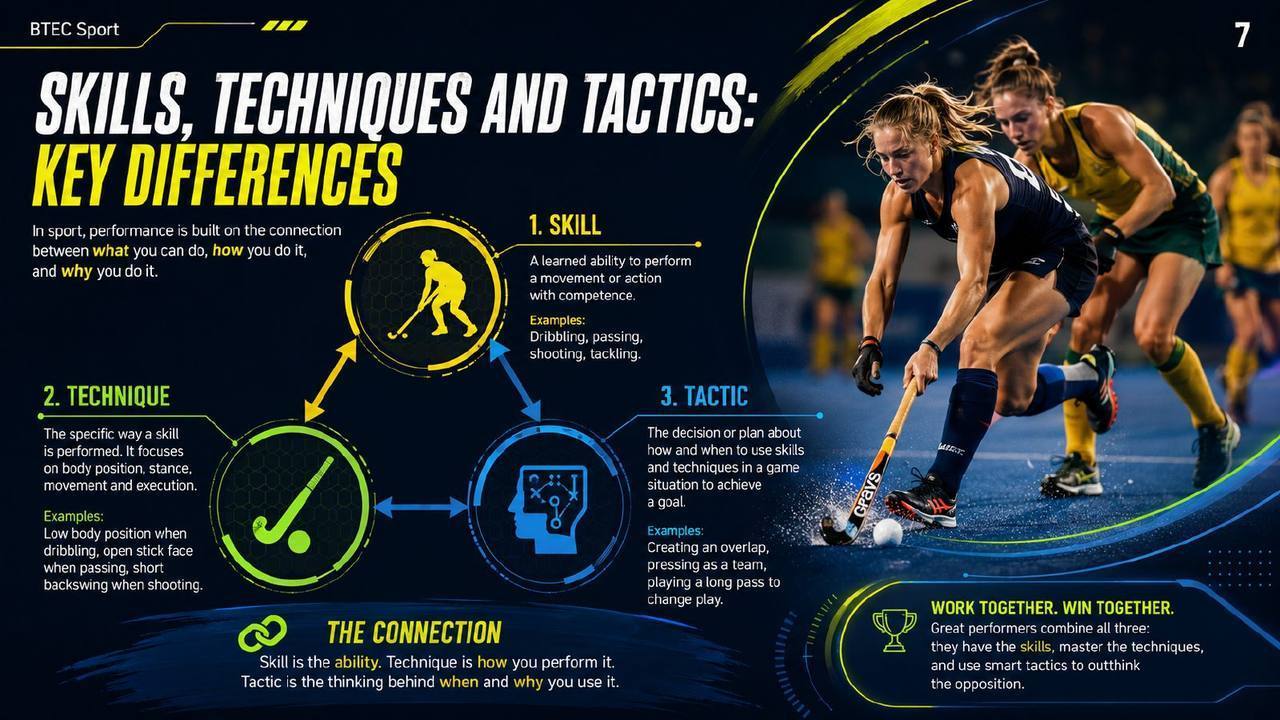 BTEC Sport
7
SKILLS, TECHNIQUES AND TACTICS:
KEY DIFFERENCES
In sport, performance is built on the connection
between what you can do, how you do it,
and why you do it.
1. SKILL
A learned ability to perform
a movement or action
with competence.
Examples:
Dribbling, passing,
shooting, tackling.
2. TECHNIQUE
The specific way a skill
is performed. It focuses
on body position, stance,
movement and execution.
Examples:
Low body position when
dribbling, open stick face
when passing, short
backswing when shooting.
3. TACTIC
The decision or plan about
how and when to use skills
and techniques in a game
situation to achieve
a goal.
Examples:
Creating an overlap,
pressing as a team,
playing a long pass to
change play.
GRAYS
THE CONNECTION
Skill is the ability. Technique is how you perform it.
Tactic is the thinking behind when and why you use it.
WORK TOGETHER. WIN TOGETHER.
Great performers combine all three:
they have the skills, master the techniques,
and use smart tactics to outthink
the opposition.